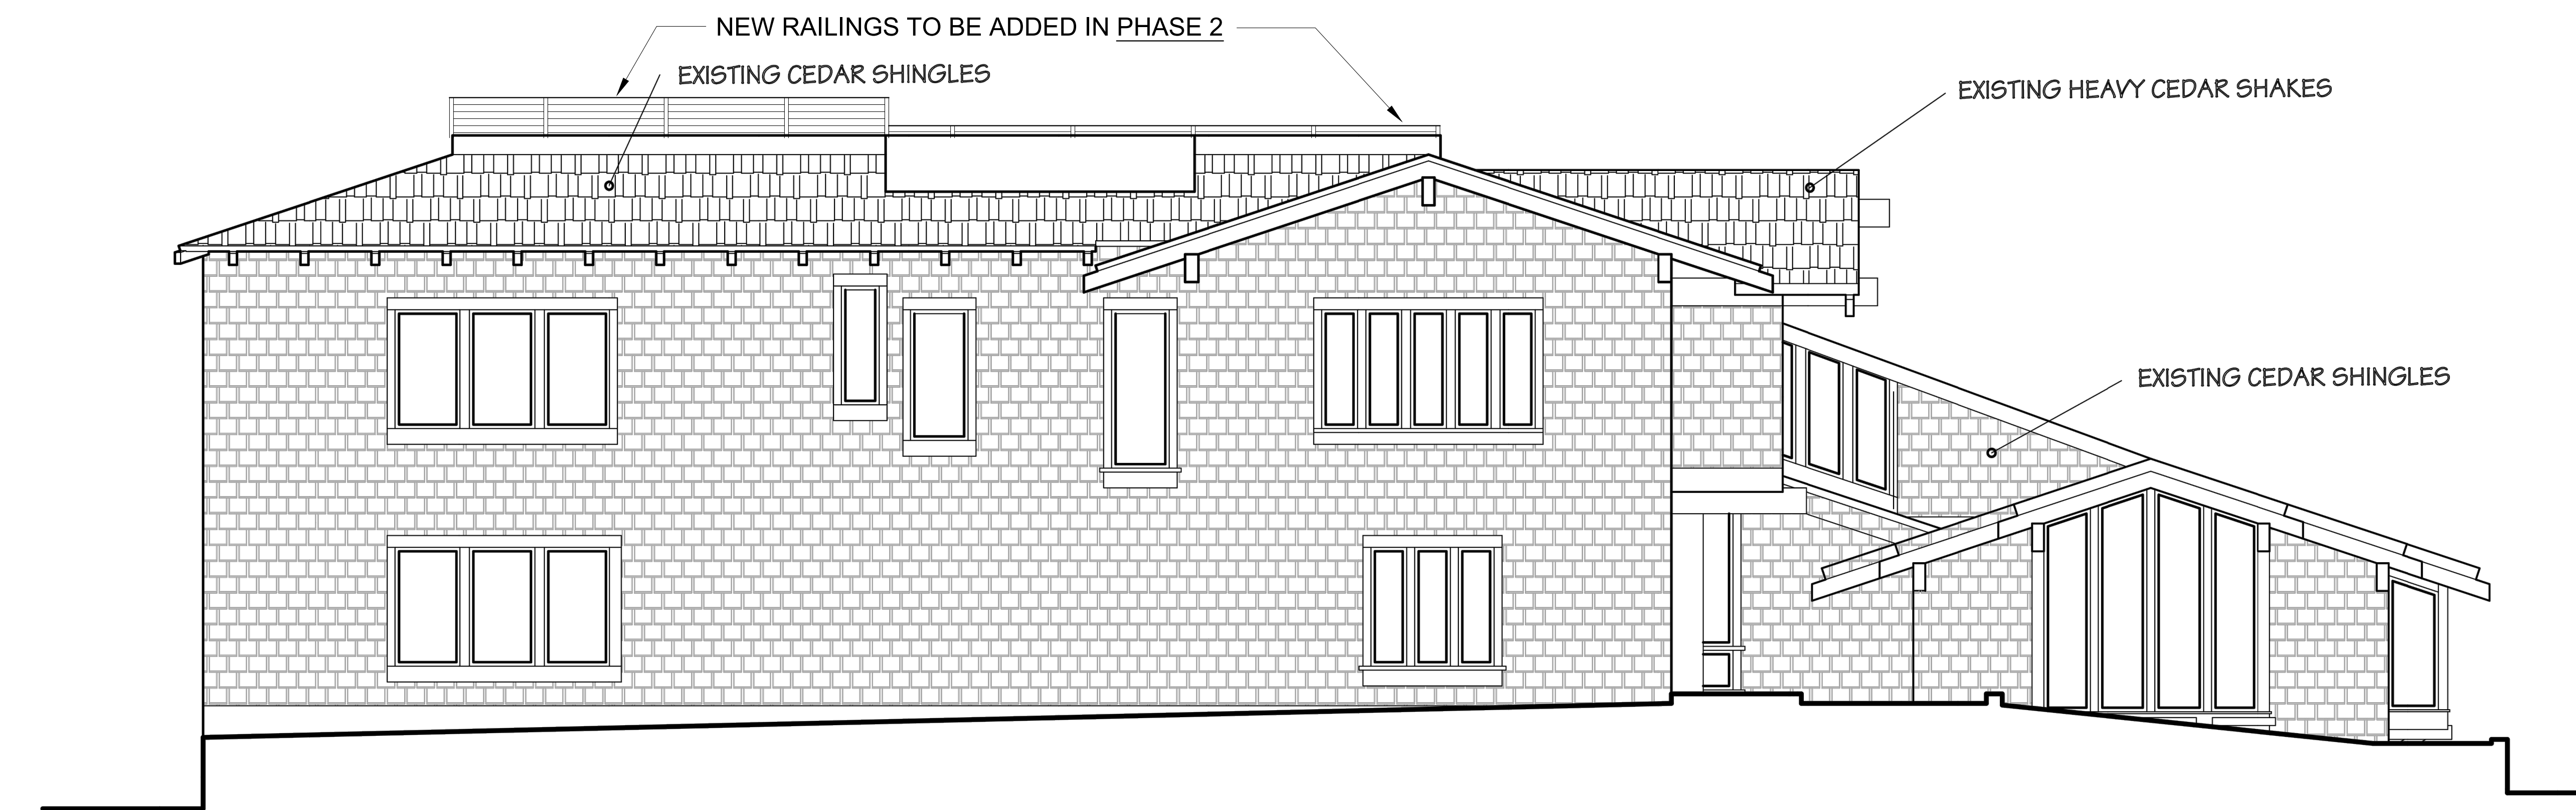 NEW RAILINGS TO BE ADDED IN PHASE 2
EXISTING CEDAR SHINGLES
EXISTING HEAVY CEDAR SHAKES
EXISTING CEDAR SHINGLES